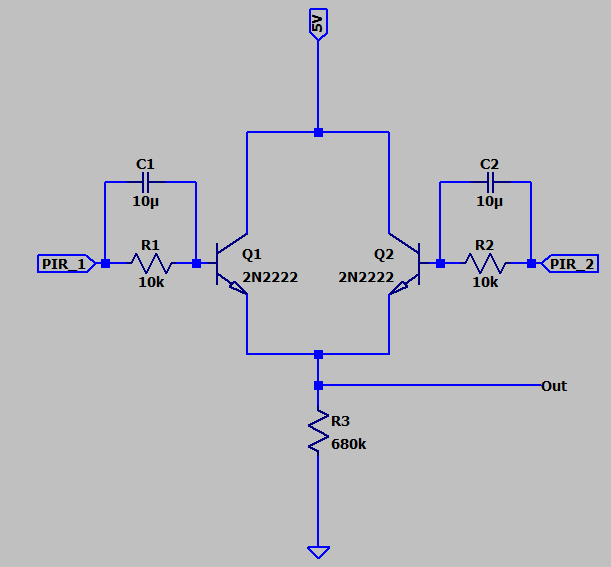 5V
C1
10µ
C2
10µ
PIR_1
R1
10k
Q1
2N2222
Q2
2N2222
R2
10k
PIR_2
Out
R3
680k